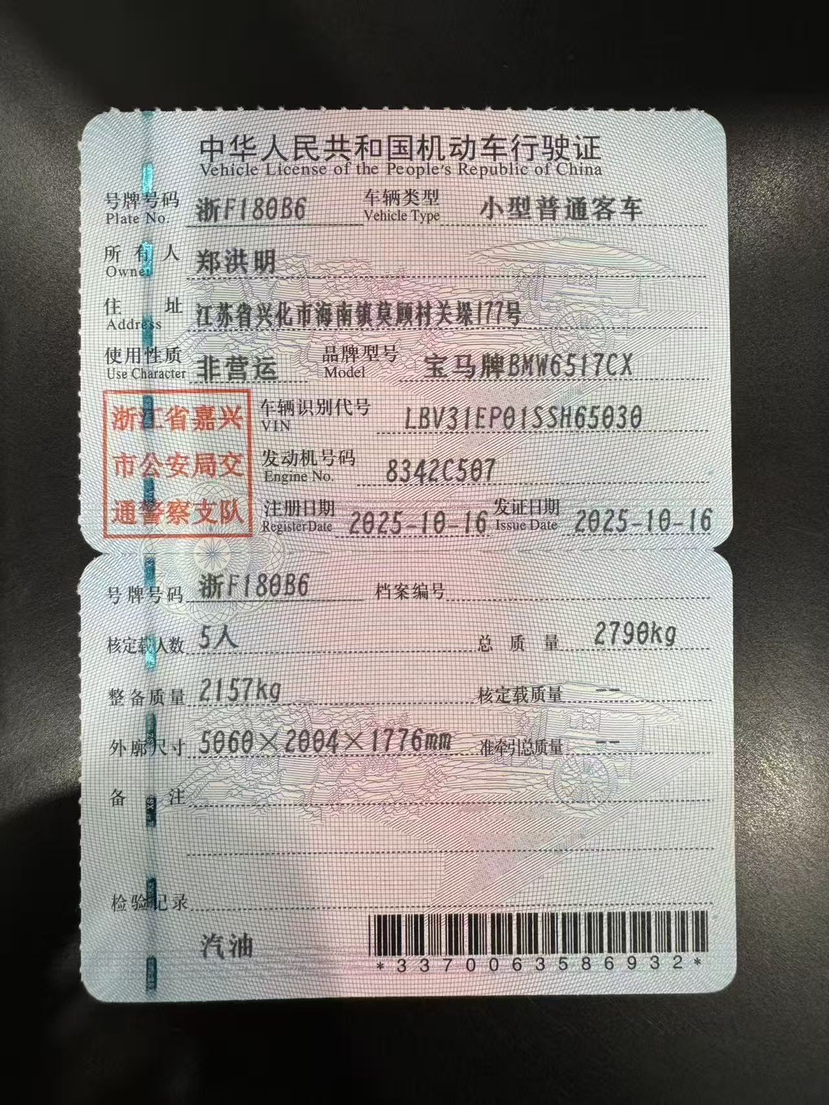 中华人民共和国机动车行驶证
Vehicle License of the People's Republic of China
号牌号码 浙F180B6 车辆类型 小型普通客车
Plate No. Vehicle Type
所有人 郑洪明
Owner
住址 江苏省兴化市海南镇莫顾村关垛177号
Address
使用性质 非营运 品牌型号 宝马牌BMW6517CX
Use Character Model
浙江省嘉兴
市公安局交
通警察支队
车辆识别代号 LBV31EP01SSH65030
VIN
发动机号码 8342C507
Engine No.
注册日期 2025-10-16 发证日期 2025-10-16
Register Date Issue Date
号牌号码 浙F180B6 档案编号
核定载人数 5人 总质量 2790kg
整备质量 2157kg 核定载质量 --
外廓尺寸 5060×2004×1776mm 准牵引总质量 --
备注
检验记录
汽油
*3370063586932*